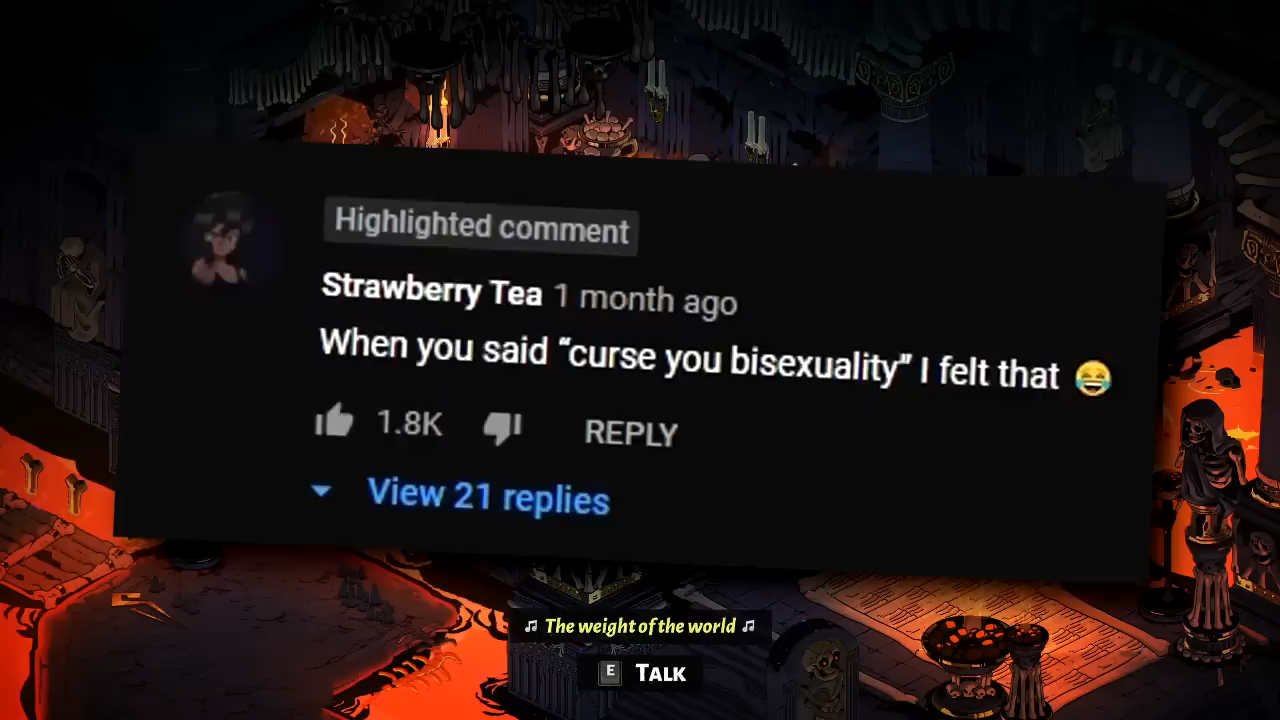 Highlighted comment
Strawberry Tea 1 month ago
When you said “curse you bisexuality” I felt that 😂
1.8K REPLY
View 21 replies
♫ The weight of the world ♫
E TALK